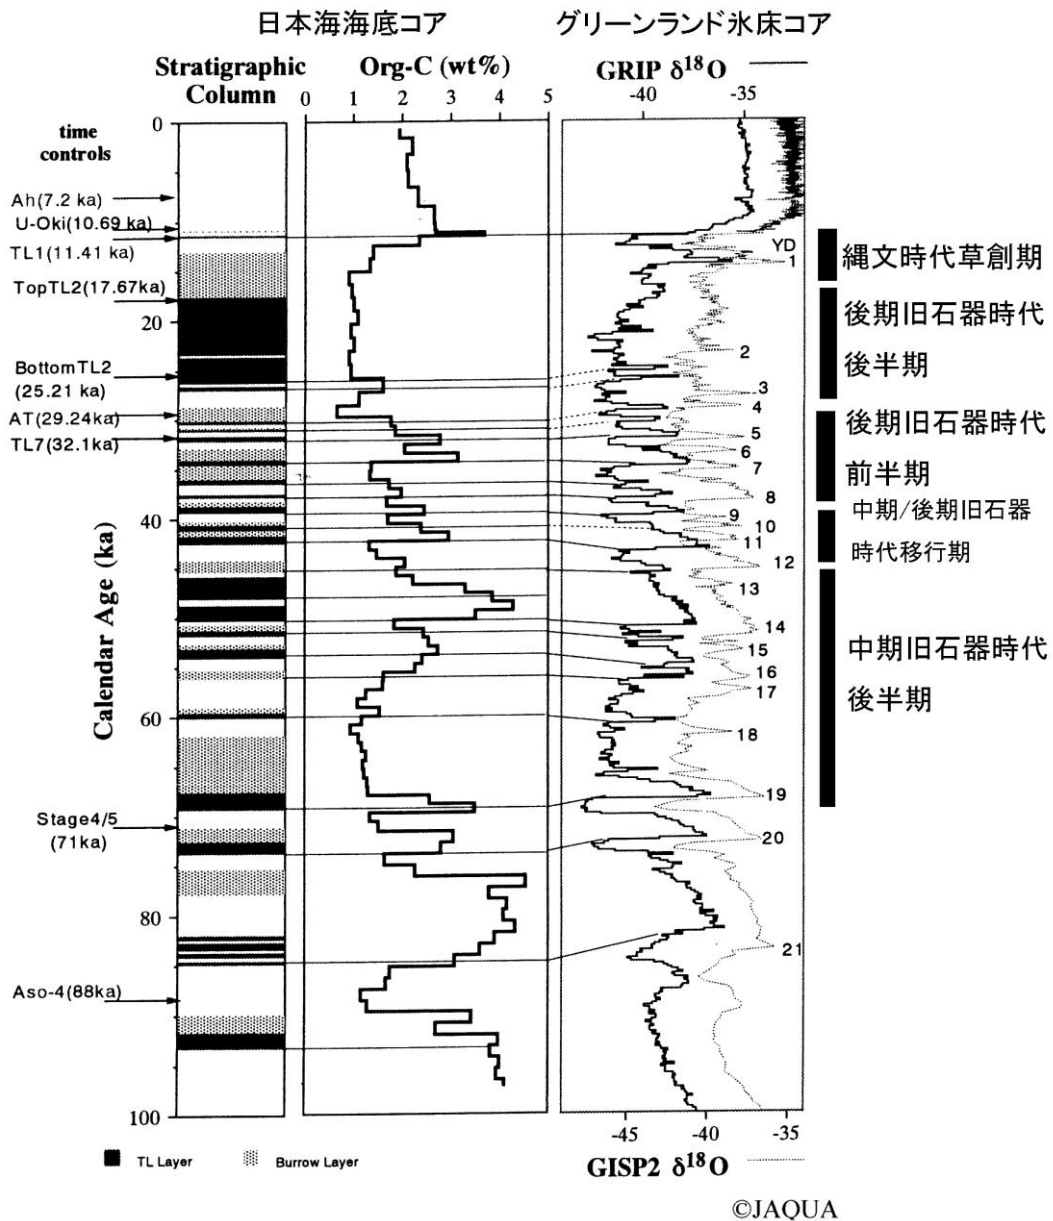 日本海海底コア
グリーンランド氷床コア
Stratigraphic
Column
Org-C (wt%)
GRIP δ18O
0 1 2 3 4 5
-40 -35
time
controls
0
Ah(7.2 ka)
U-Oki(10.69 ka)
TL1(11.41 ka)
TopTL2(17.67ka)
20
BottomTL2
(25.21 ka)
AT(29.24ka)
TL7(32.1ka)
40
60
Stage4/5
(71ka)
80
Aso-4(88ka)
100
Calendar Age (ka)
YD
1
2
3
4
5
6
7
8
9
10
11
12
13
14
15
16
17
18
19
20
21
縄文時代草創期
後期旧石器時代
後半期
後期旧石器時代
前半期
中期/後期旧石器
時代移行期
中期旧石器時代
後半期
-45 -40 -35
GISP2 δ18O
TL Layer
Burrow Layer
©JAQUA